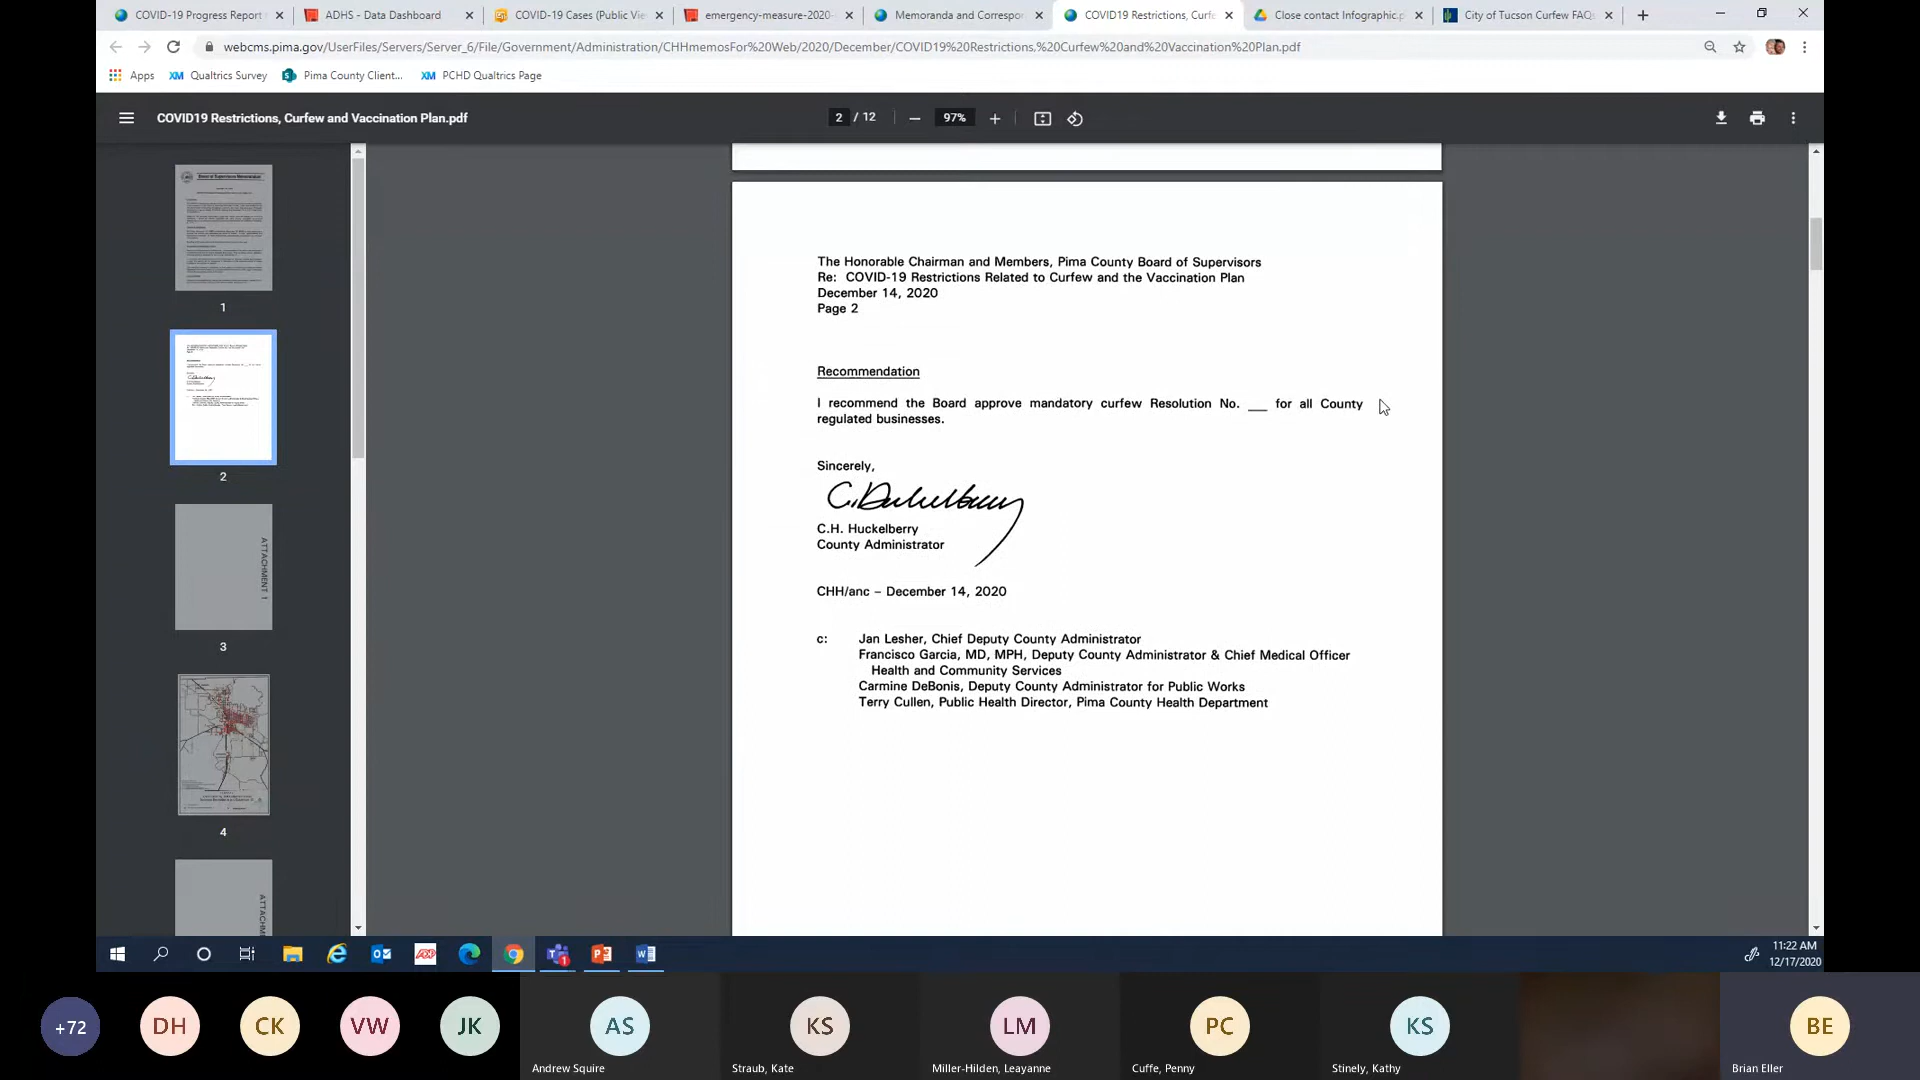 COVID-19 Progress Report
ADHS - Data Dashboard
COVID-19 Cases (Public Vie
emergency-measure-2020-
Memoranda and Correspon
COVID19 Restrictions, Curfe
Close contact Infographic.p
City of Tucson Curfew FAQ
webcms.pima.gov/UserFiles/Servers/Server_6/File/Government/Administration/CHHmemosFor%20Web/2020/December/COVID19%20Restrictions,%20Curfew%20and%20Vaccination%20Plan.pdf
Apps
XM Qualtrics Survey
Pima County Client...
XM PCHD Qualtrics Page
COVID19 Restrictions, Curfew and Vaccination Plan.pdf
2 / 12
97%
1
2
ATTACHMENT 1
3
4
The Honorable Chairman and Members, Pima County Board of Supervisors
Re: COVID-19 Restrictions Related to Curfew and the Vaccination Plan
December 14, 2020
Page 2
Recommendation
I recommend the Board approve mandatory curfew Resolution No. ___ for all County
regulated businesses.
Sincerely,
C.H. Huckelberry
County Administrator
CHH/anc – December 14, 2020
c: Jan Lesher, Chief Deputy County Administrator
Francisco Garcia, MD, MPH, Deputy County Administrator & Chief Medical Officer
Health and Community Services
Carmine DeBonis, Deputy County Administrator for Public Works
Terry Cullen, Public Health Director, Pima County Health Department
11:22 AM
12/17/2020
+72
DH
CK
VW
JK
AS
Andrew Squire
KS
Straub, Kate
LM
Miller-Hilden, Leayanne
PC
Cuffe, Penny
KS
Stinely, Kathy
BE
Brian Eller